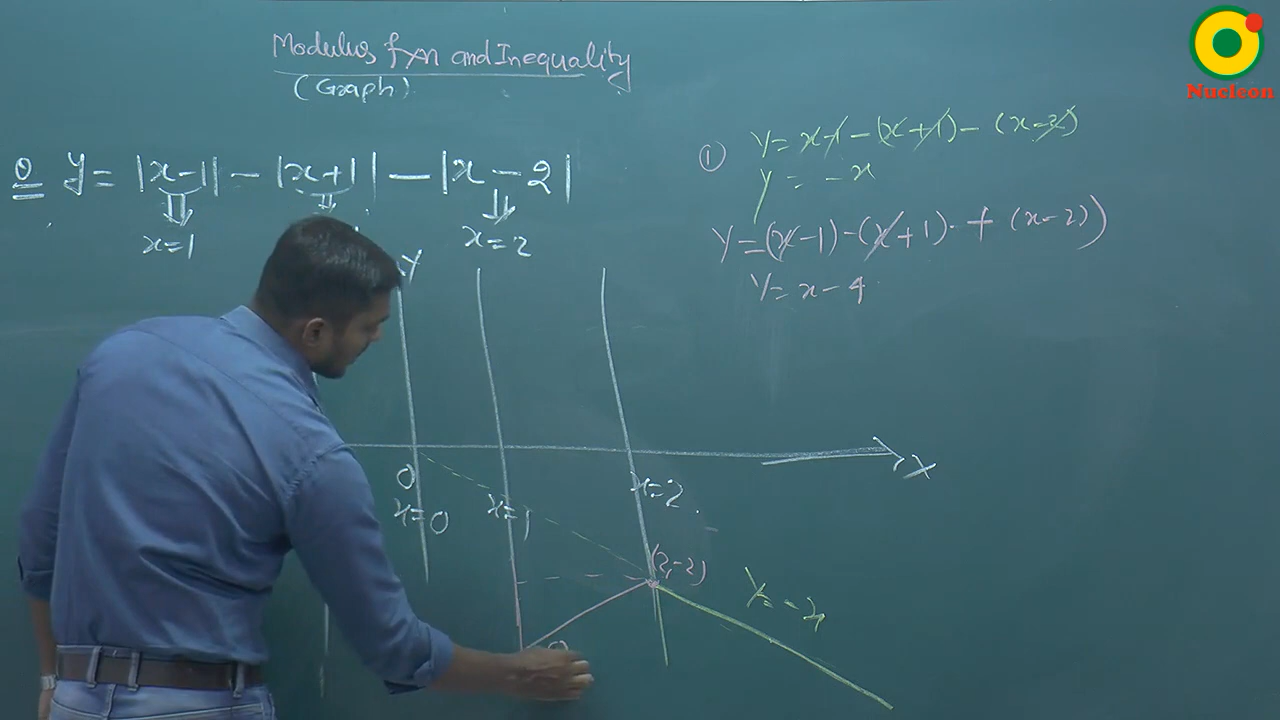 Modulus fxn and Inequality
(Graph)
Q y = |x-1| - |x+1| - |x-2|
x=1
x=2
① y = x-1 - (x+1) - (x-2)
y = -x
y = (x-1) - (x+1) + (x-2))
y = x-4
y
0
x=0
x=1
x=2
x
(2,-2)
y = -x
Nucleon